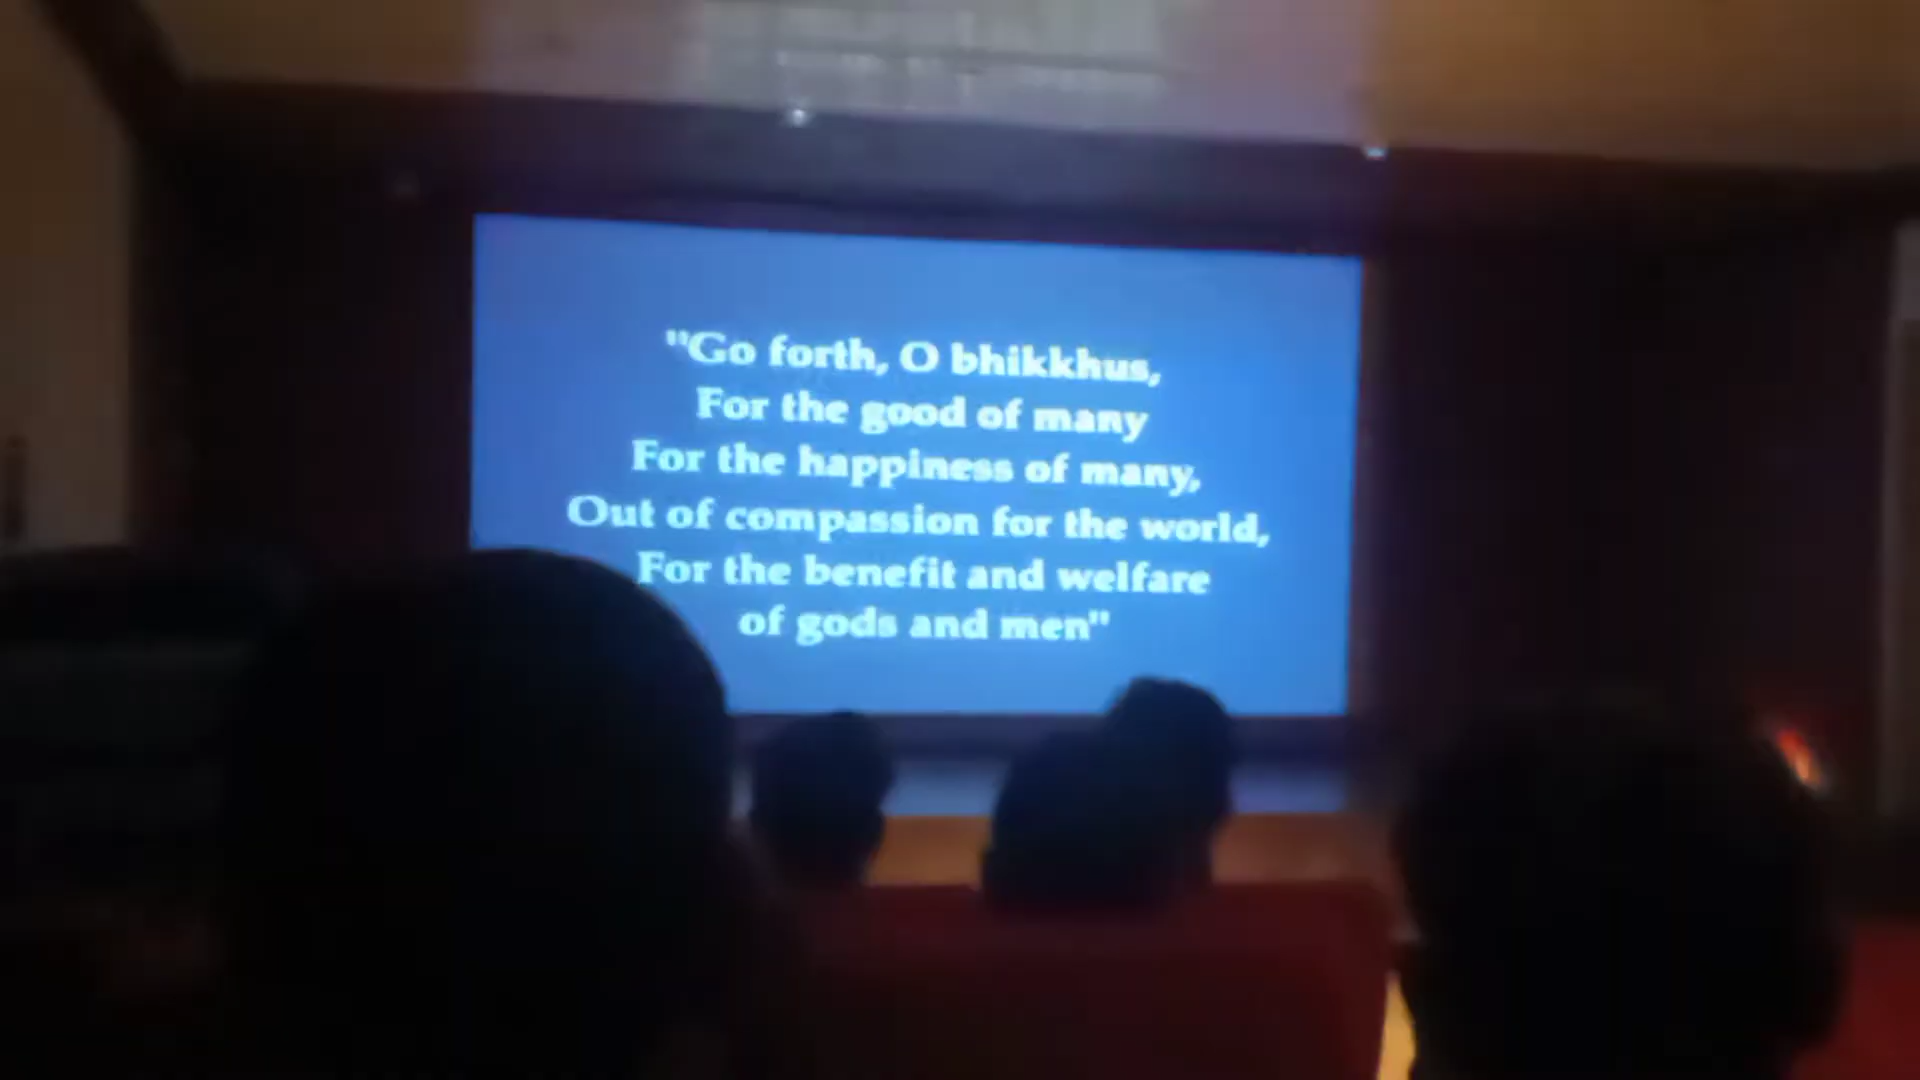 "Go forth, O bhikkhus,
For the good of many
For the happiness of many,
Out of compassion for the world,
For the benefit and welfare
of gods and men"